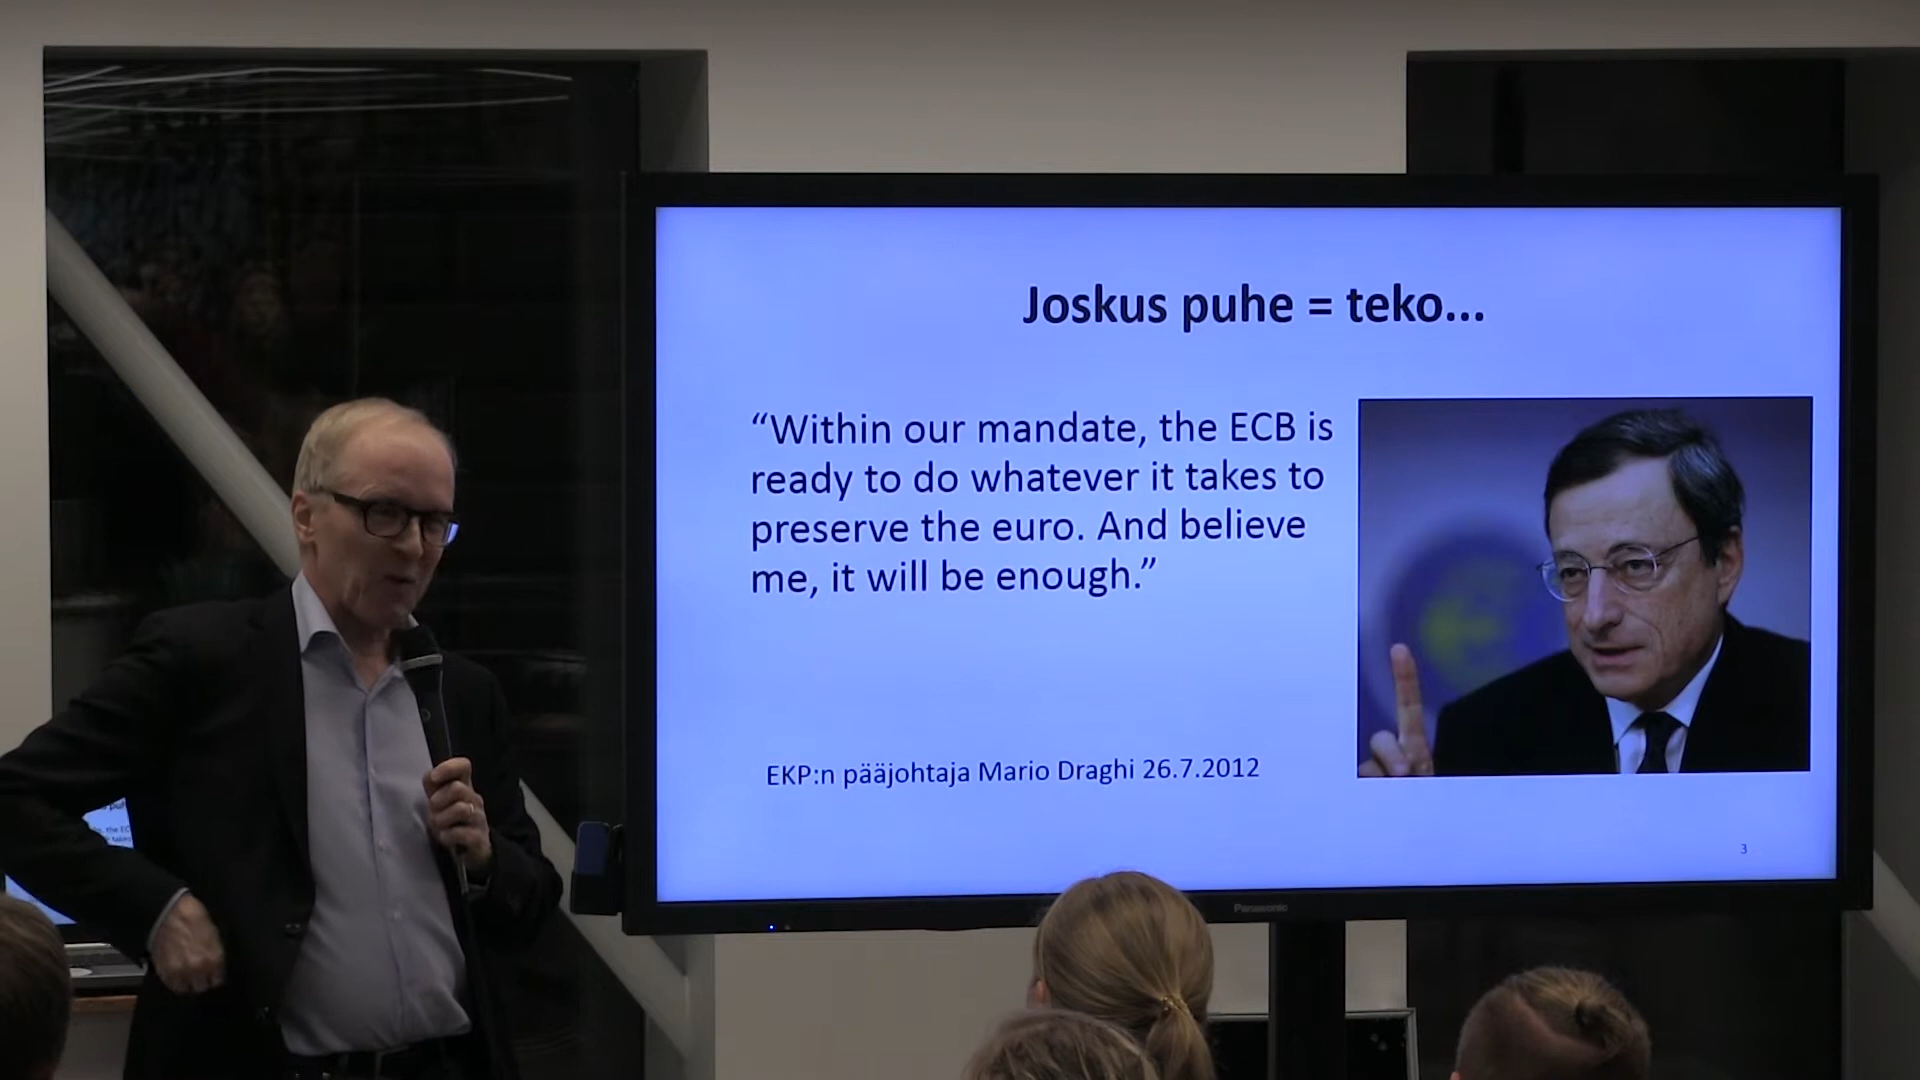 Joskus puhe = teko...
“Within our mandate, the ECB is
ready to do whatever it takes to
preserve the euro. And believe
me, it will be enough.”
EKP:n pääjohtaja Mario Draghi 26.7.2012
3
Panasonic